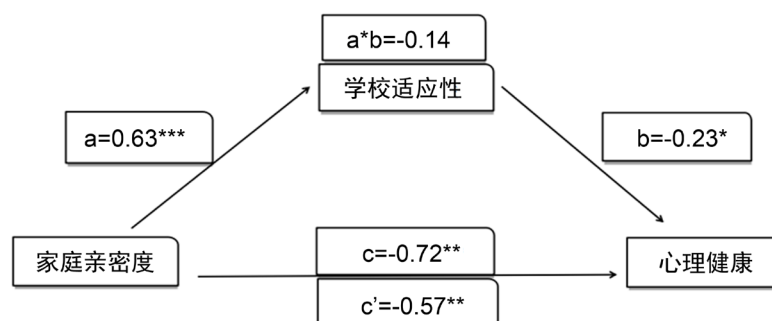 a*b=-0.14
学校适应性
a=0.63***
b=-0.23*
家庭亲密度
c=-0.72**
心理健康
c’=-0.57**